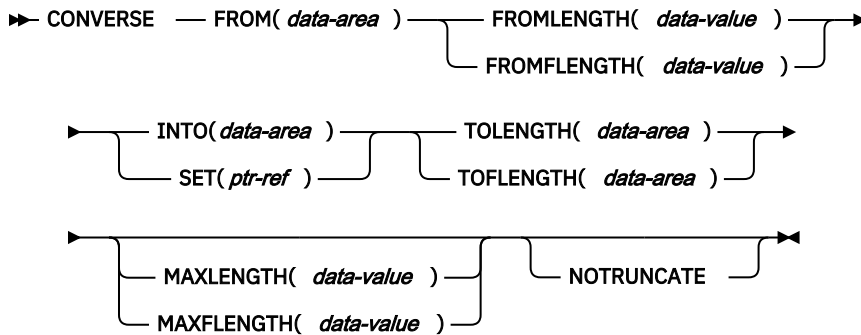 CONVERSE FROM( data-area ) FROMLENGTH( data-value )
FROMFLENGTH( data-value )
INTO( data-area ) TOLENGTH( data-area )
SET( ptr-ref ) TOFLENGTH( data-area )
MAXLENGTH( data-value ) NOTRUNCATE
MAXFLENGTH( data-value )